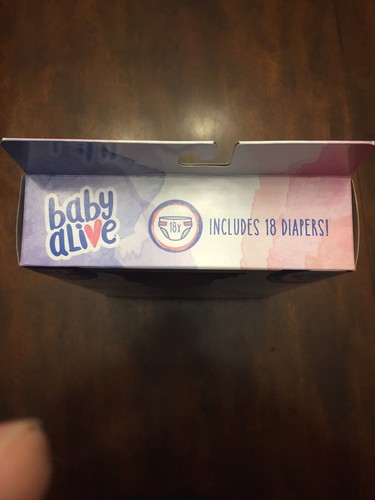 baby
alive
18x
INCLUDES 18 DIAPERS!